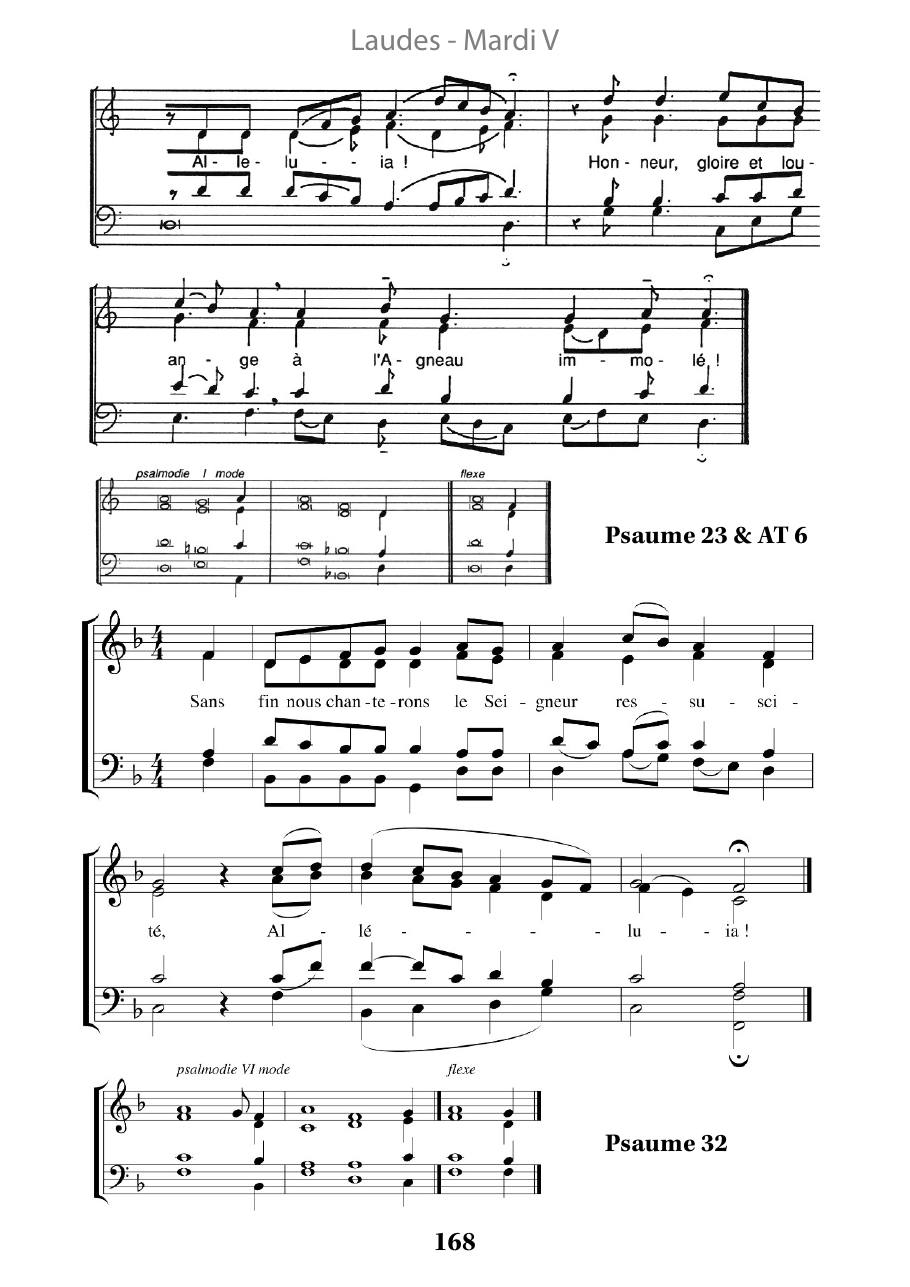 Laudes - Mardi V
Al - le - lu - - ia ! Hon - neur, gloire et lou -
an - ge à l'A - gneau im - mo - lé !
psalmodie I mode flexe
Psaume 23 & AT 6
Sans fin nous chan - te - rons le Sei - gneur res - su - sci -
té, Al - lé - - - - lu - - ia !
psalmodie VI mode flexe
Psaume 32
168